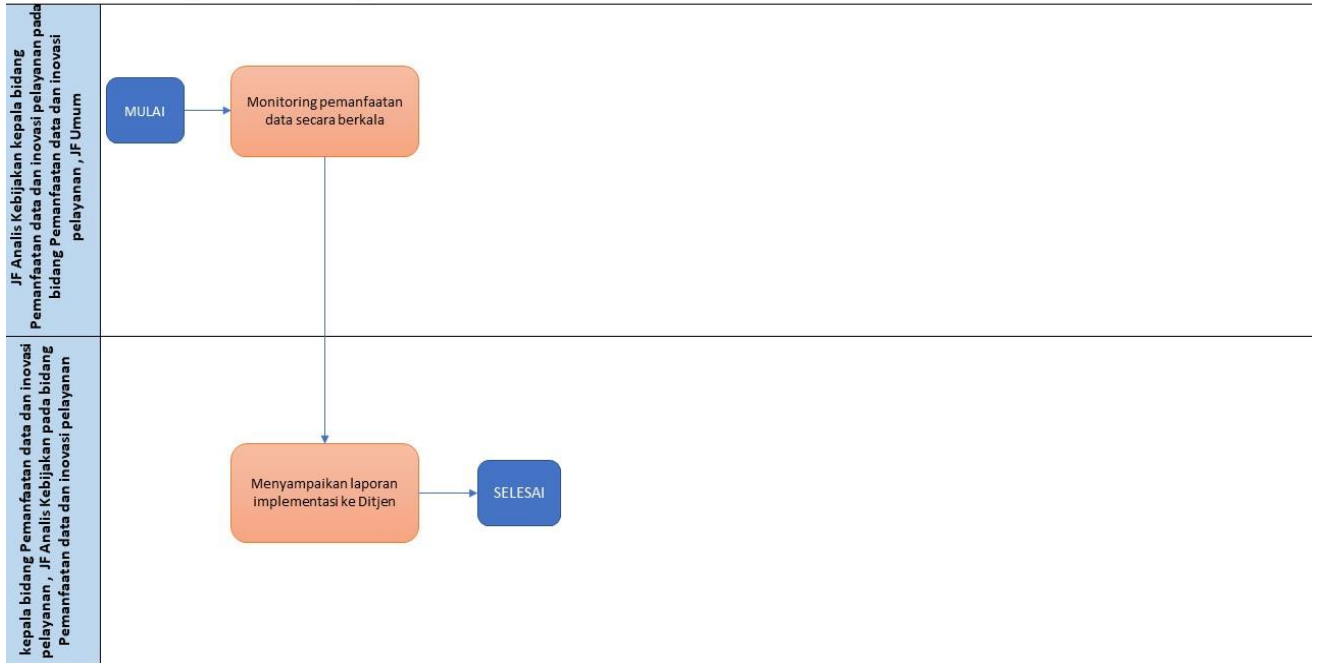 JF Analis Kebijakan kepala bidang
Pemanfaatan data dan inovasi pelayanan pada
bidang Pemanfaatan data dan inovasi
pelayanan , JF Umum
MULAI
Monitoring pemanfaatan
data secara berkala
kepala bidang Pemanfaatan data dan inovasi
pelayanan , JF Analis Kebijakan pada bidang
Pemanfaatan data dan inovasi pelayanan
Menyampaikan laporan
implementasi ke Ditjen
SELESAI